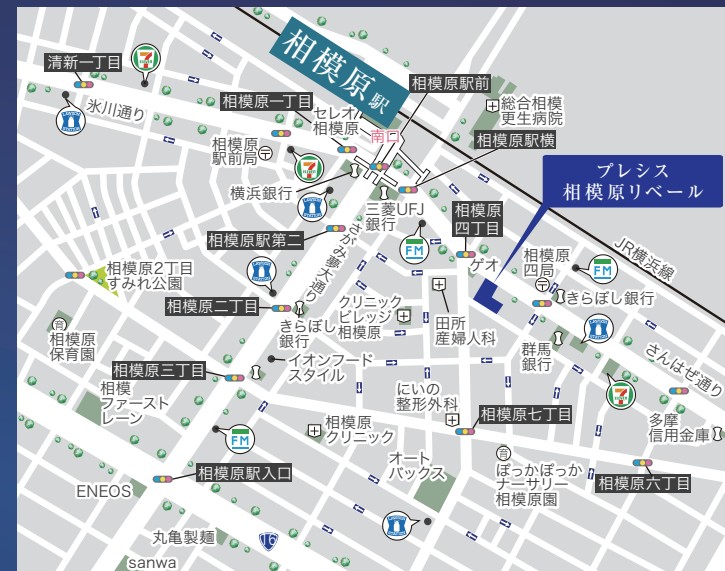 清新一丁目
氷川通り
相模原駅
相模原一丁目
セレオ
相模原
南口
相模原駅前
総合相模
更生病院
相模原駅横
相模原
駅前局
横浜銀行
三菱UFJ
銀行
相模原
四丁目
プレシス
相模原リベール
相模原駅第二
さがみ夢大通り
ゲオ
相模原
四局
JR横浜線
相模原2丁目
すみれ公園
相模原二丁目
きらぼし
銀行
クリニック
ビレッジ
相模原
田所
産婦人科
きらぼし銀行
群馬
銀行
さんはぜ通り
相模原
保育園
イオンフード
スタイル
相模原三丁目
相模
ファースト
レーン
にいの
整形外科
相模原七丁目
多摩
信用金庫
相模原
クリニック
オート
バックス
ぽっかぽっか
ナーサリー
相模原園
相模原六丁目
相模原駅入口
ENEOS
丸亀製麺
16
sanwa
FM
FM
FM
育
育